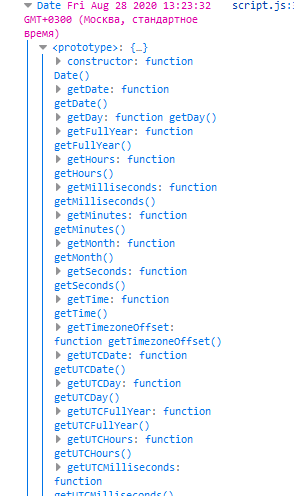 Date Fri Aug 28 2020 13:23:32 script.js:
GMT+0300 (Москва, стандартное
время)
<prototype>: {…}
constructor: function
Date()
getDate: function
getDate()
getDay: function getDay()
getFullYear: function
getFullYear()
getHours: function
getHours()
getMilliseconds: function
getMilliseconds()
getMinutes: function
getMinutes()
getMonth: function
getMonth()
getSeconds: function
getSeconds()
getTime: function
getTime()
getTimezoneOffset:
function getTimezoneOffset()
getUTCDate: function
getUTCDate()
getUTCDay: function
getUTCDay()
getUTCFullYear: function
getUTCFullYear()
getUTCHours: function
getUTCHours()
getUTCMilliseconds:
function
getUTCMilliseconds()